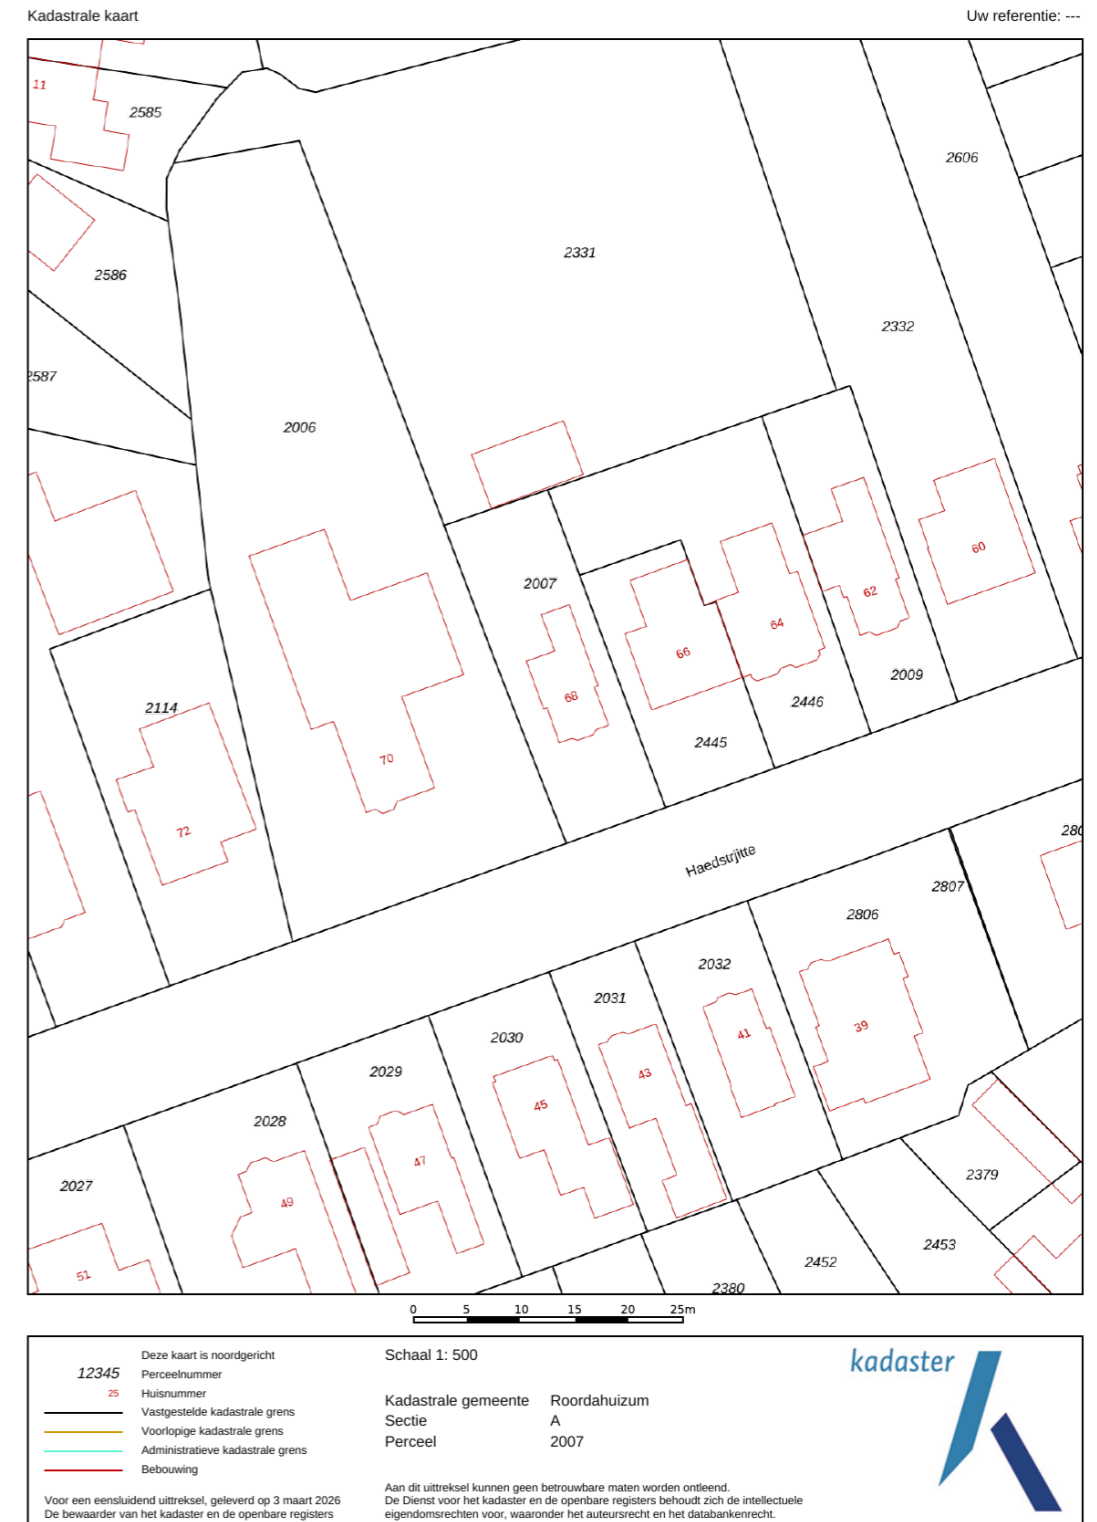 Kadastrale kaart
Uw referentie: ---
11
2585
2606
2331
2586
2332
2587
2006
60
2007
62
64
66
2009
68
2446
2114
2445
70
72
Haedstrjitte
2807
2806
2032
2031
39
41
2030
43
2029
45
2028
47
2379
2027
49
2453
2452
51
2380
0 5 10 15 20 25m
Deze kaart is noordgericht
12345 Perceelnummer
25 Huisnummer
Vastgestelde kadastrale grens
Voorlopige kadastrale grens
Administratieve kadastrale grens
Bebouwing
Voor een eensluidend uittreksel, geleverd op 3 maart 2026
De bewaarder van het kadaster en de openbare registers
Schaal 1: 500
Kadastrale gemeente Roordahuizum
Sectie A
Perceel 2007
Aan dit uittreksel kunnen geen betrouwbare maten worden ontleend.
De Dienst voor het kadaster en de openbare registers behoudt zich de intellectuele
eigendomsrechten voor, waaronder het auteursrecht en het databankenrecht.
kadaster